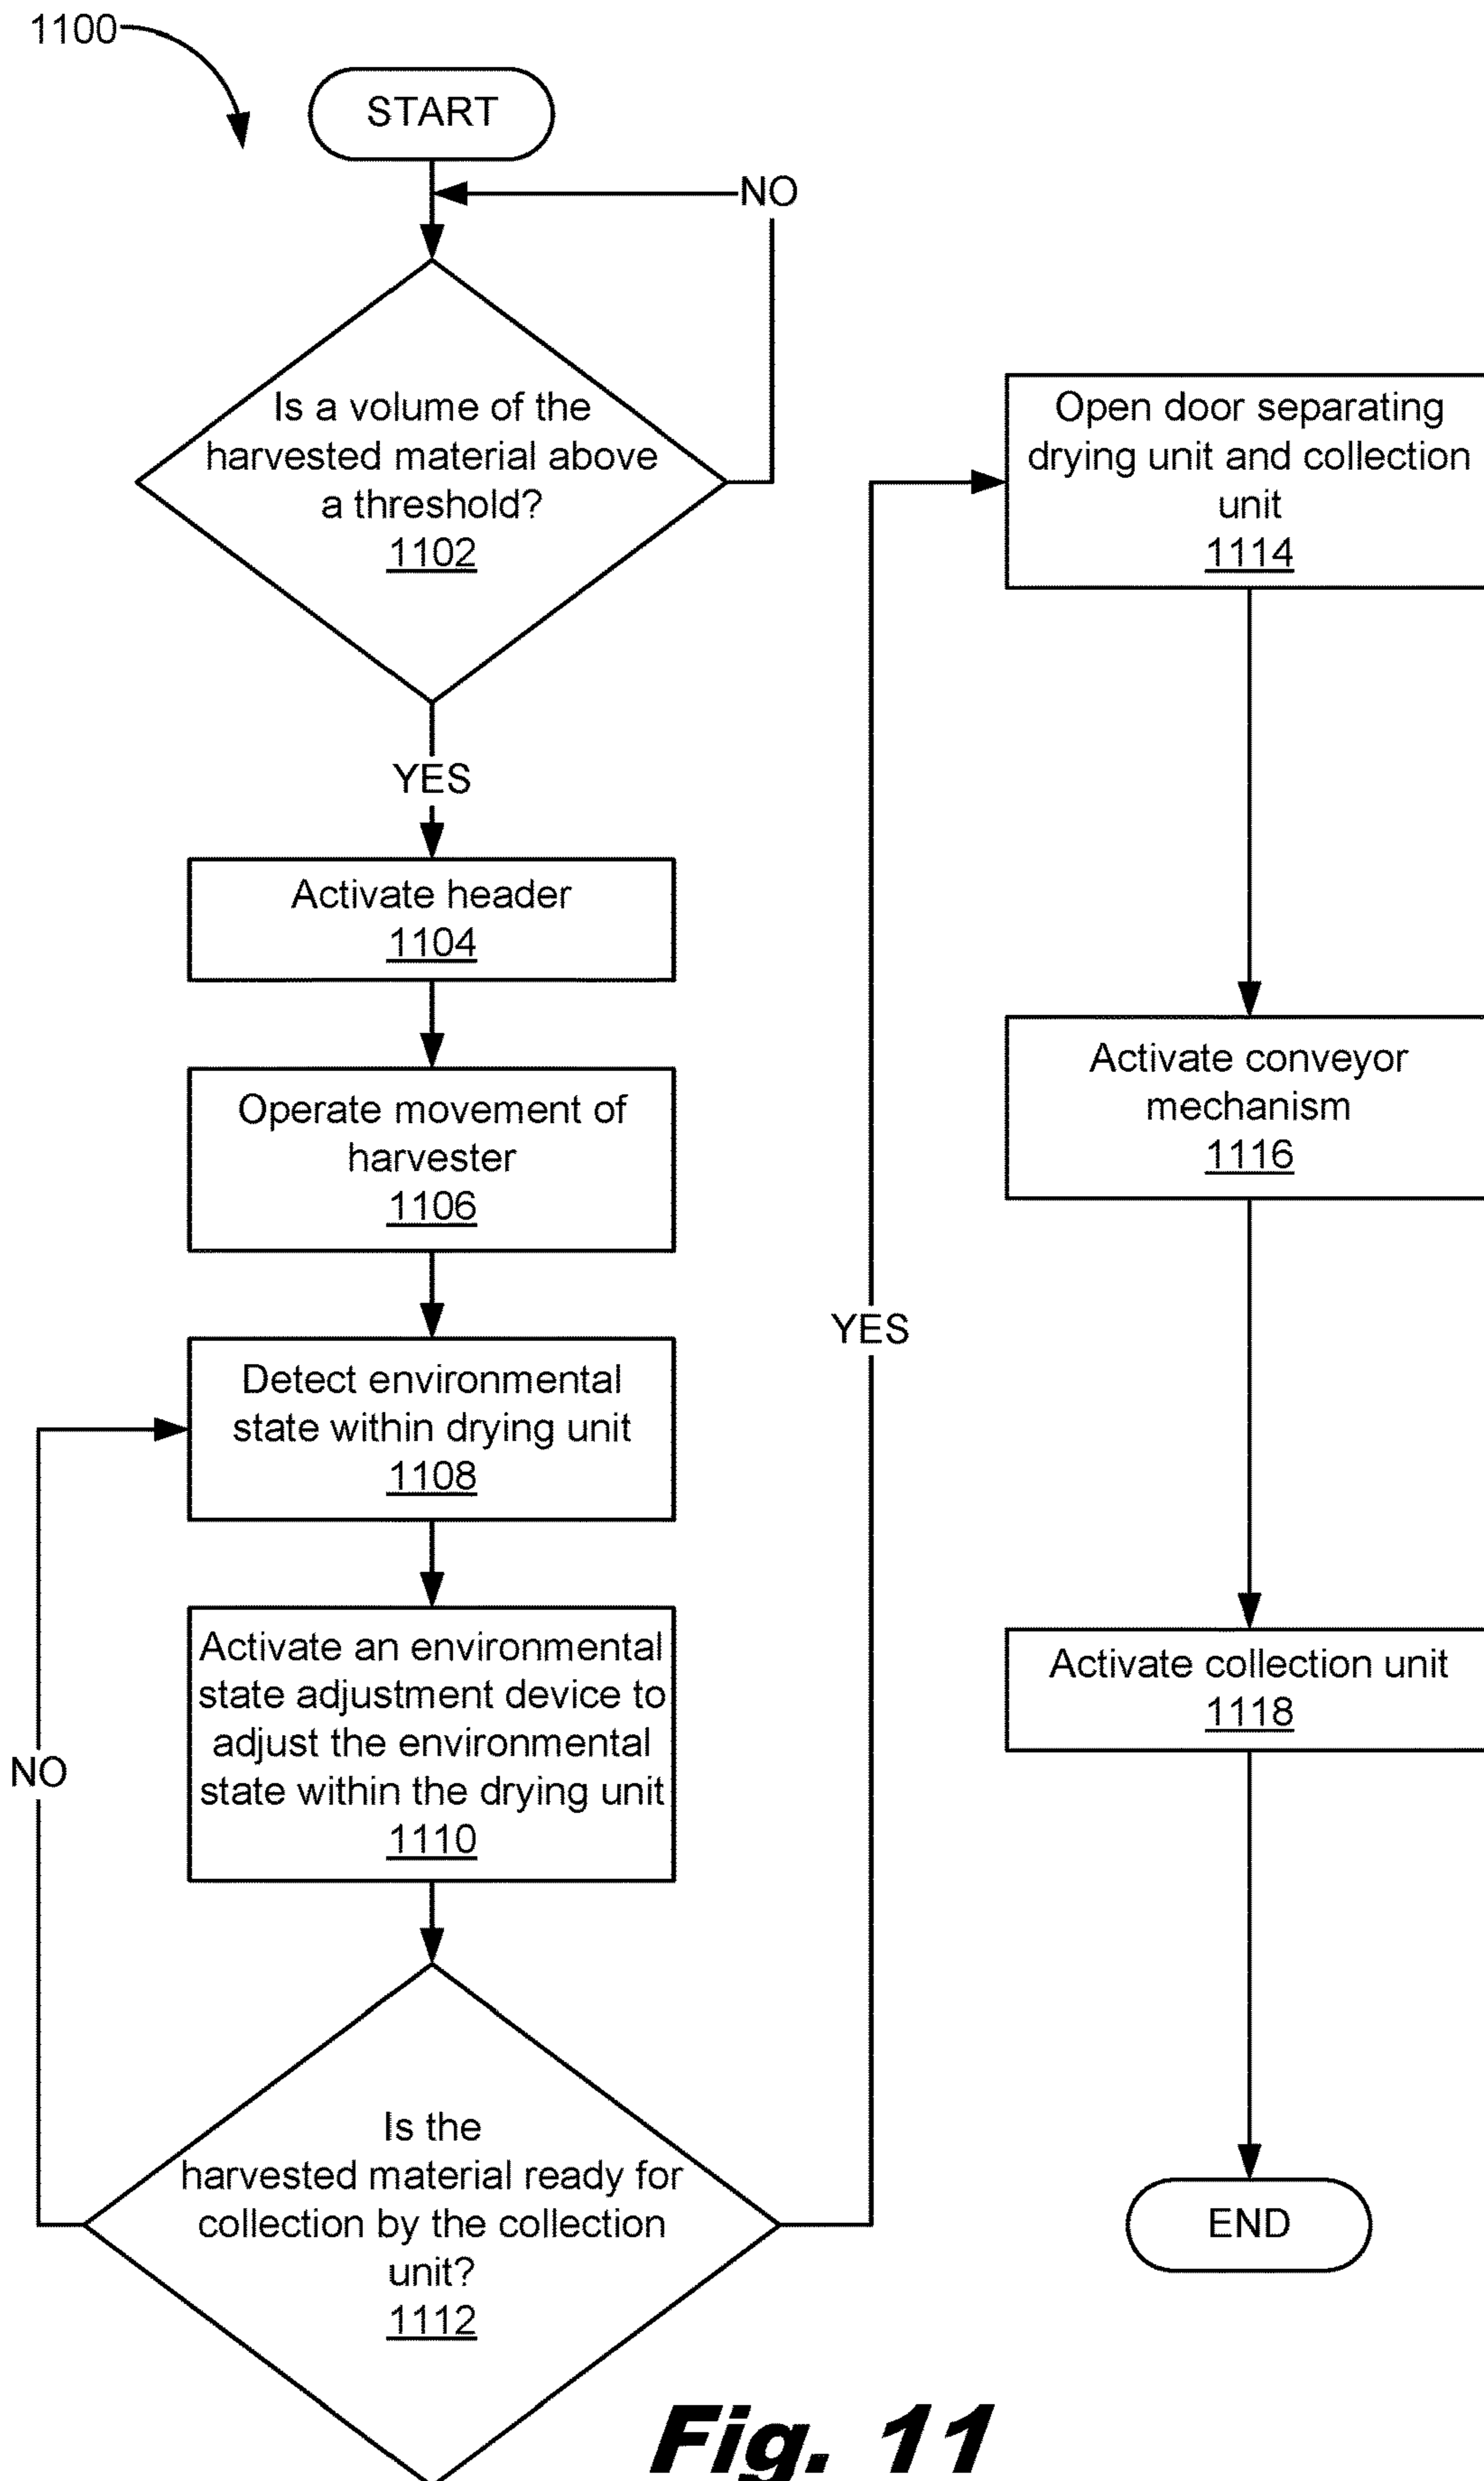 1100
START
NO
Is a volume of the
harvested material above
a threshold?
1102
YES
Activate header
1104
Operate movement of
harvester
1106
Detect environmental
state within drying unit
1108
Activate an environmental
state adjustment device to
adjust the environmental
state within the drying unit
1110
NO
Is the
harvested material ready for
collection by the collection
unit?
1112
YES
Open door separating
drying unit and collection
unit
1114
Activate conveyor
mechanism
1116
Activate collection unit
1118
END
Fig. 11